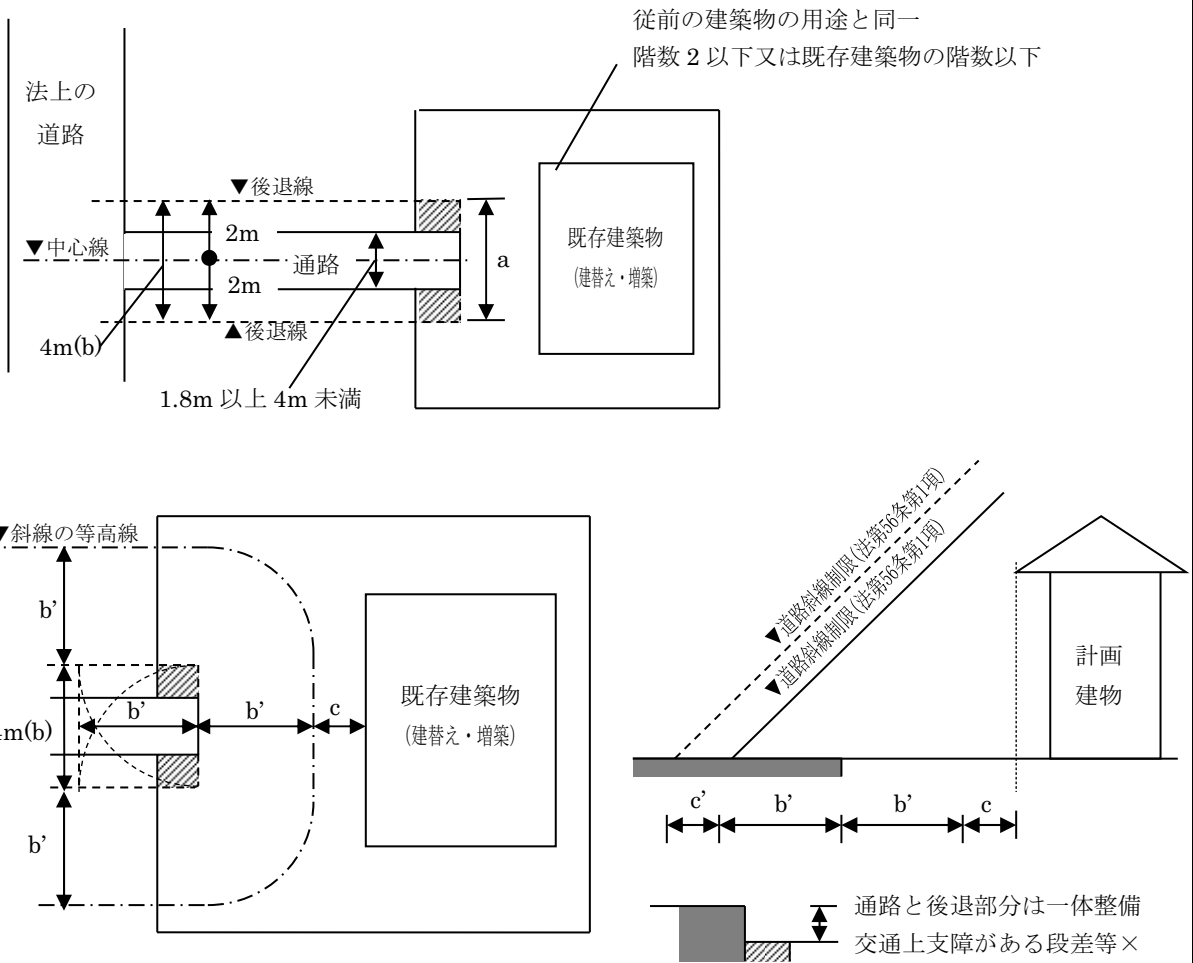 従前の建築物の用途と同一
階数 2 以下又は既存建築物の階数以下
法上の
道路
▼後退線
2m
▼中心線
通路
2m
a
既存建築物
(建替え・増築)
▲後退線
4m(b)
1.8m 以上 4m 未満
▼斜線の等高線
b’
b’
b’
c
4m(b)
b’
既存建築物
(建替え・増築)
▼道路斜線制限(法第56条第1項)
▼道路斜線制限(法第56条第1項)
計画
建物
c’
b’
b’
c
通路と後退部分は一体整備
交通上支障がある段差等×